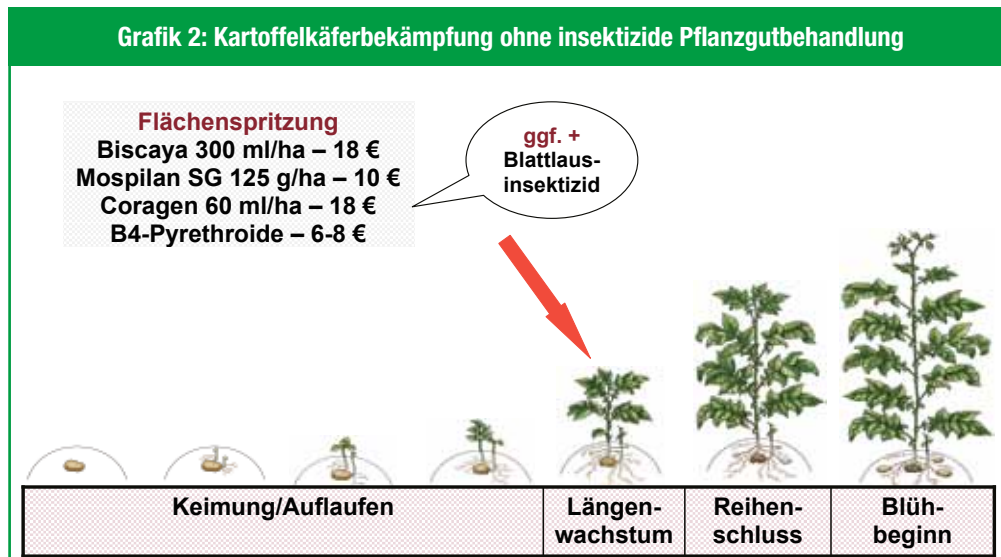 Grafik 2: Kartoffelkäferbekämpfung ohne insektizide Pflanzgutbehandlung
Flächenspritzung
Biscaya 300 ml/ha – 18 €
Mospilan SG 125 g/ha – 10 €
Coragen 60 ml/ha – 18 €
B4-Pyrethroide – 6-8 €
ggf. +
Blattlaus-
insektizid
Keimung/Auflaufen
Längen-
wachstum
Reihen-
schluss
Blüh-
beginn